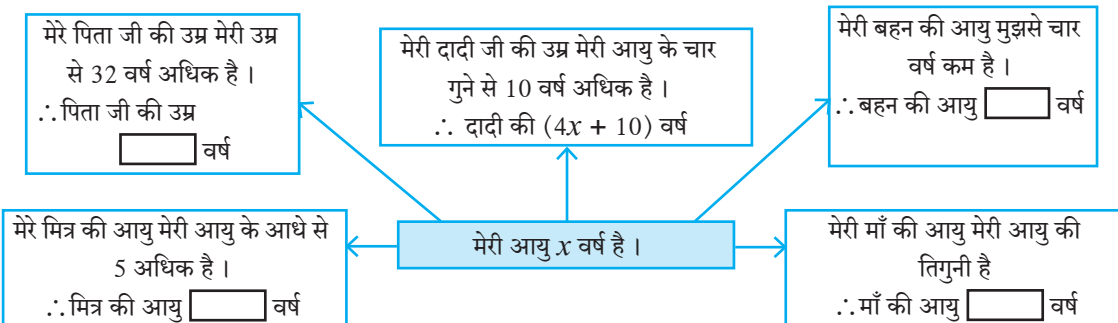 मेरे पिता जी की उम्र मेरी उम्र
से 32 वर्ष अधिक है ।
∴ पिता जी की उम्र
वर्ष
मेरी दादी जी की उम्र मेरी आयु के चार
गुने से 10 वर्ष अधिक है ।
∴ दादी की (4x + 10) वर्ष
मेरी बहन की आयु मुझसे चार
वर्ष कम है ।
∴ बहन की आयु वर्ष
मेरे मित्र की आयु मेरी आयु के आधे से
5 अधिक है ।
∴ मित्र की आयु वर्ष
मेरी आयु x वर्ष है ।
मेरी माँ की आयु मेरी आयु की
तिगुनी है
∴ माँ की आयु वर्ष